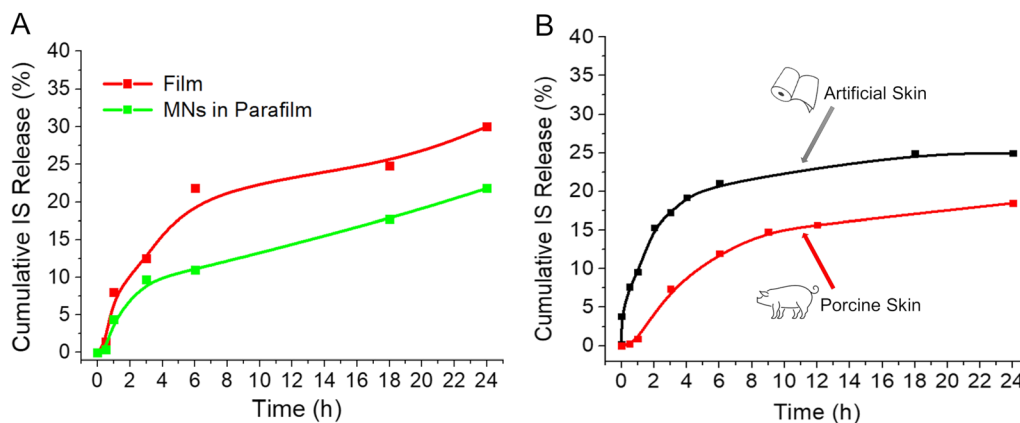 A
Cumulative IS Release (%)
40
35
30
25
20
15
10
5
0
Film
MNs in Parafilm
0 2 4 6 8 10 12 14 16 18 20 22 24
Time (h)
B
Cumulative IS Release (%)
40
35
30
25
20
15
10
5
0
Artificial Skin
Porcine Skin
0 2 4 6 8 10 12 14 16 18 20 22 24
Time (h)